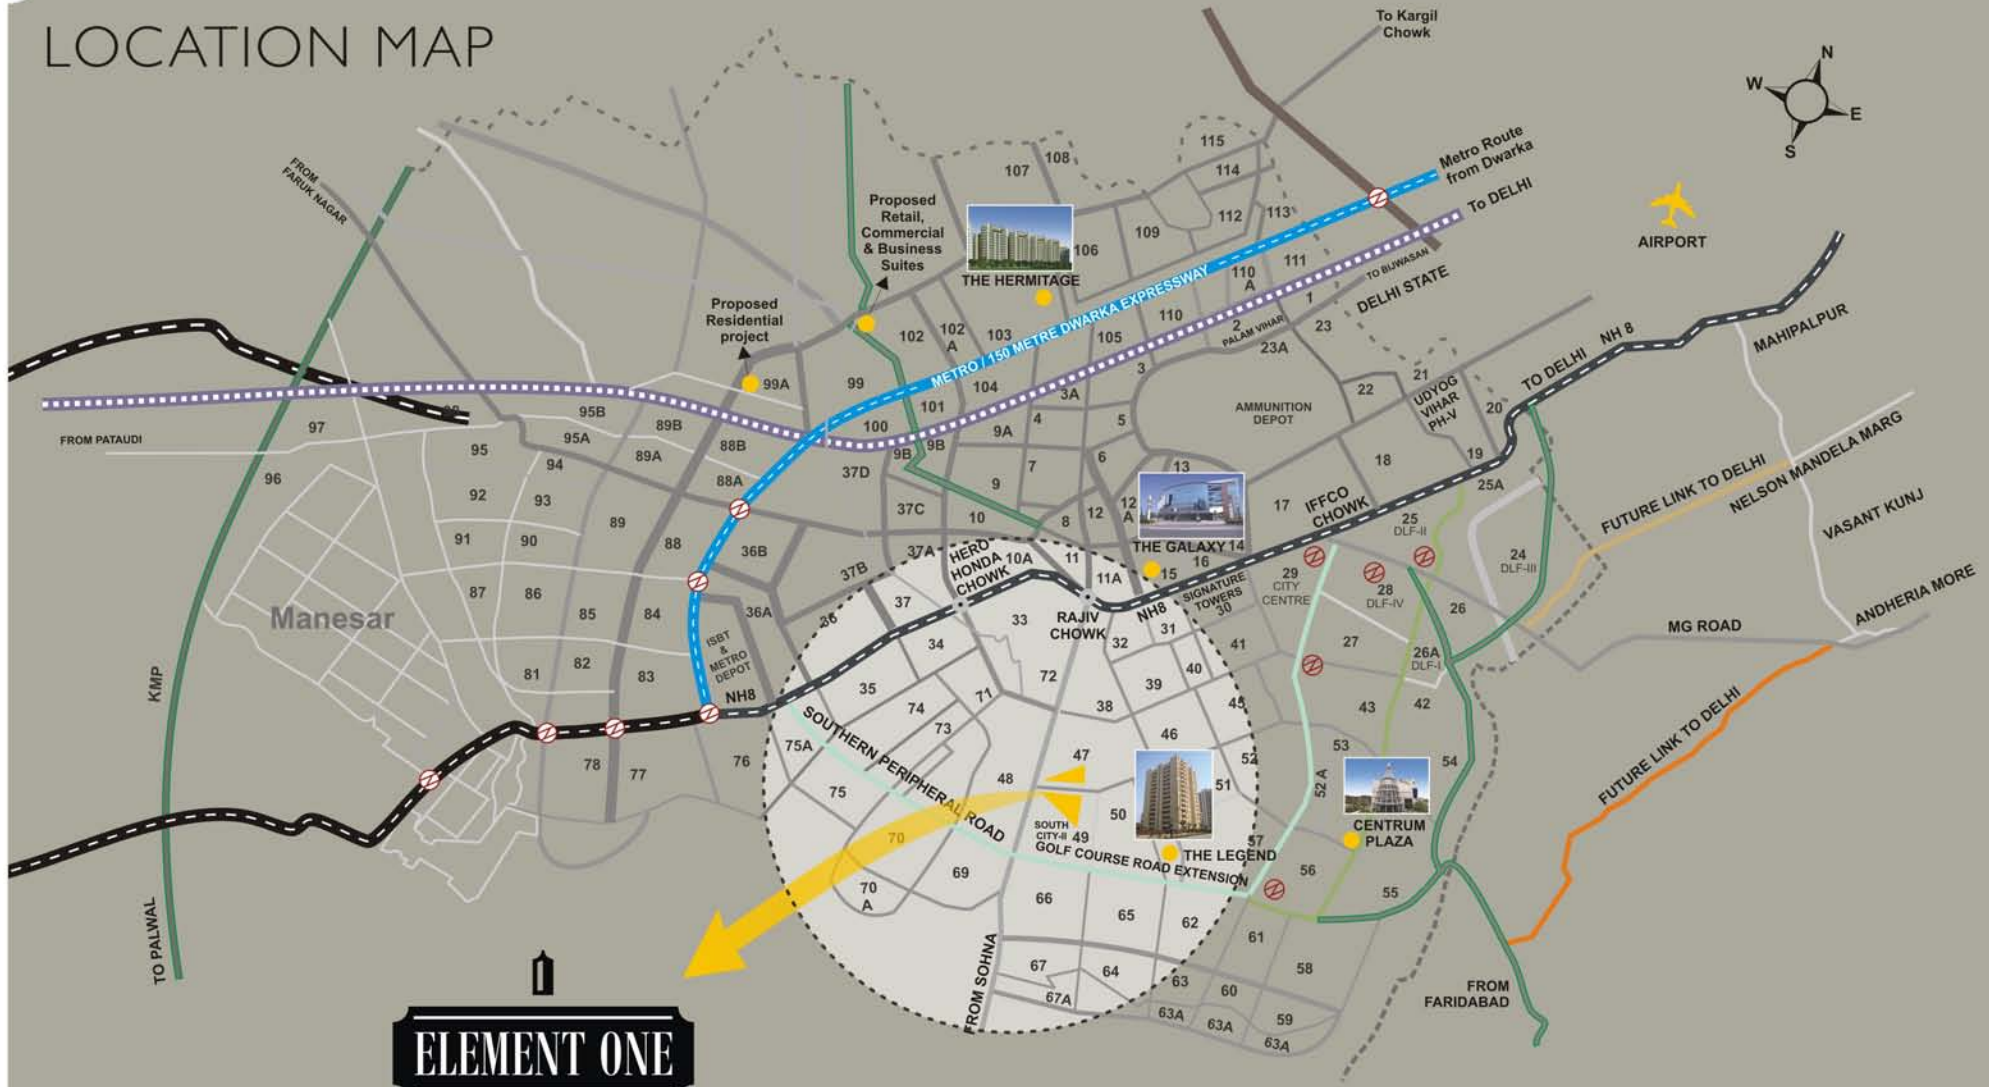 LOCATION MAP
To Kargil
Chowk
N
W
E
S
Metro Route
from Dwarka
To DELHI
AIRPORT
FROM
FARUK NAGAR
Proposed
Retail,
Commercial
& Business
Suites
THE HERMITAGE
Proposed
Residential
project
METRO / 150 METRE DWARKA EXPRESSWAY
TO BIJWASAN
DELHI STATE
PALAM VIHAR
MAHIPALPUR
TO DELHI NH 8
FROM PATAUDI
AMMUNITION
DEPOT
UDYOG
VIHAR
PH-V
FUTURE LINK TO DELHI
NELSON MANDELA MARG
VASANT KUNJ
ANDHERIA MORE
MG ROAD
FUTURE LINK TO DELHI
107
108
115
114
112
113
109
106
111
110
A
110
1
2
23
23A
105
103
102
102
A
104
3
3A
99A
99
101
100
4
5
22
21
20
19
18
17
97
96
95
95B
95A
94
93
92
91
90
89B
89A
88B
88A
89
88
87
86
85
84
83
82
81
37D
37C
9B
9B
9A
9
10
7
6
8
12
12
A
13
THE GALAXY
14
15
16
IFFCO
CHOWK
25A
25
DLF-II
24
DLF-III
29
CITY
CENTRE
28
DLF-IV
26
26A
DLF-I
27
SIGNATURE
TOWERS
30
41
42
43
36B
36A
37B
37A
HERO
HONDA
CHOWK
10A
11
11A
36
37
34
33
RAJIV
CHOWK
NH8
32
31
40
39
38
72
35
74
73
71
Manesar
ISBT
&
METRO
DEPOT
NH8
KMP
TO PALWAL
78
77
76
SOUTHERN PERIPHERAL ROAD
75A
75
70
70
A
69
48
47
46
45
52
51
50
SOUTH
CITY-II
49
GOLF COURSE ROAD EXTENSION
THE LEGEND
52 A
53
54
CENTRUM
PLAZA
57
56
55
66
65
62
61
58
67
64
63
60
59
67A
63A
63A
63A
FROM SOHNA
FROM
FARIDABAD
ELEMENT ONE